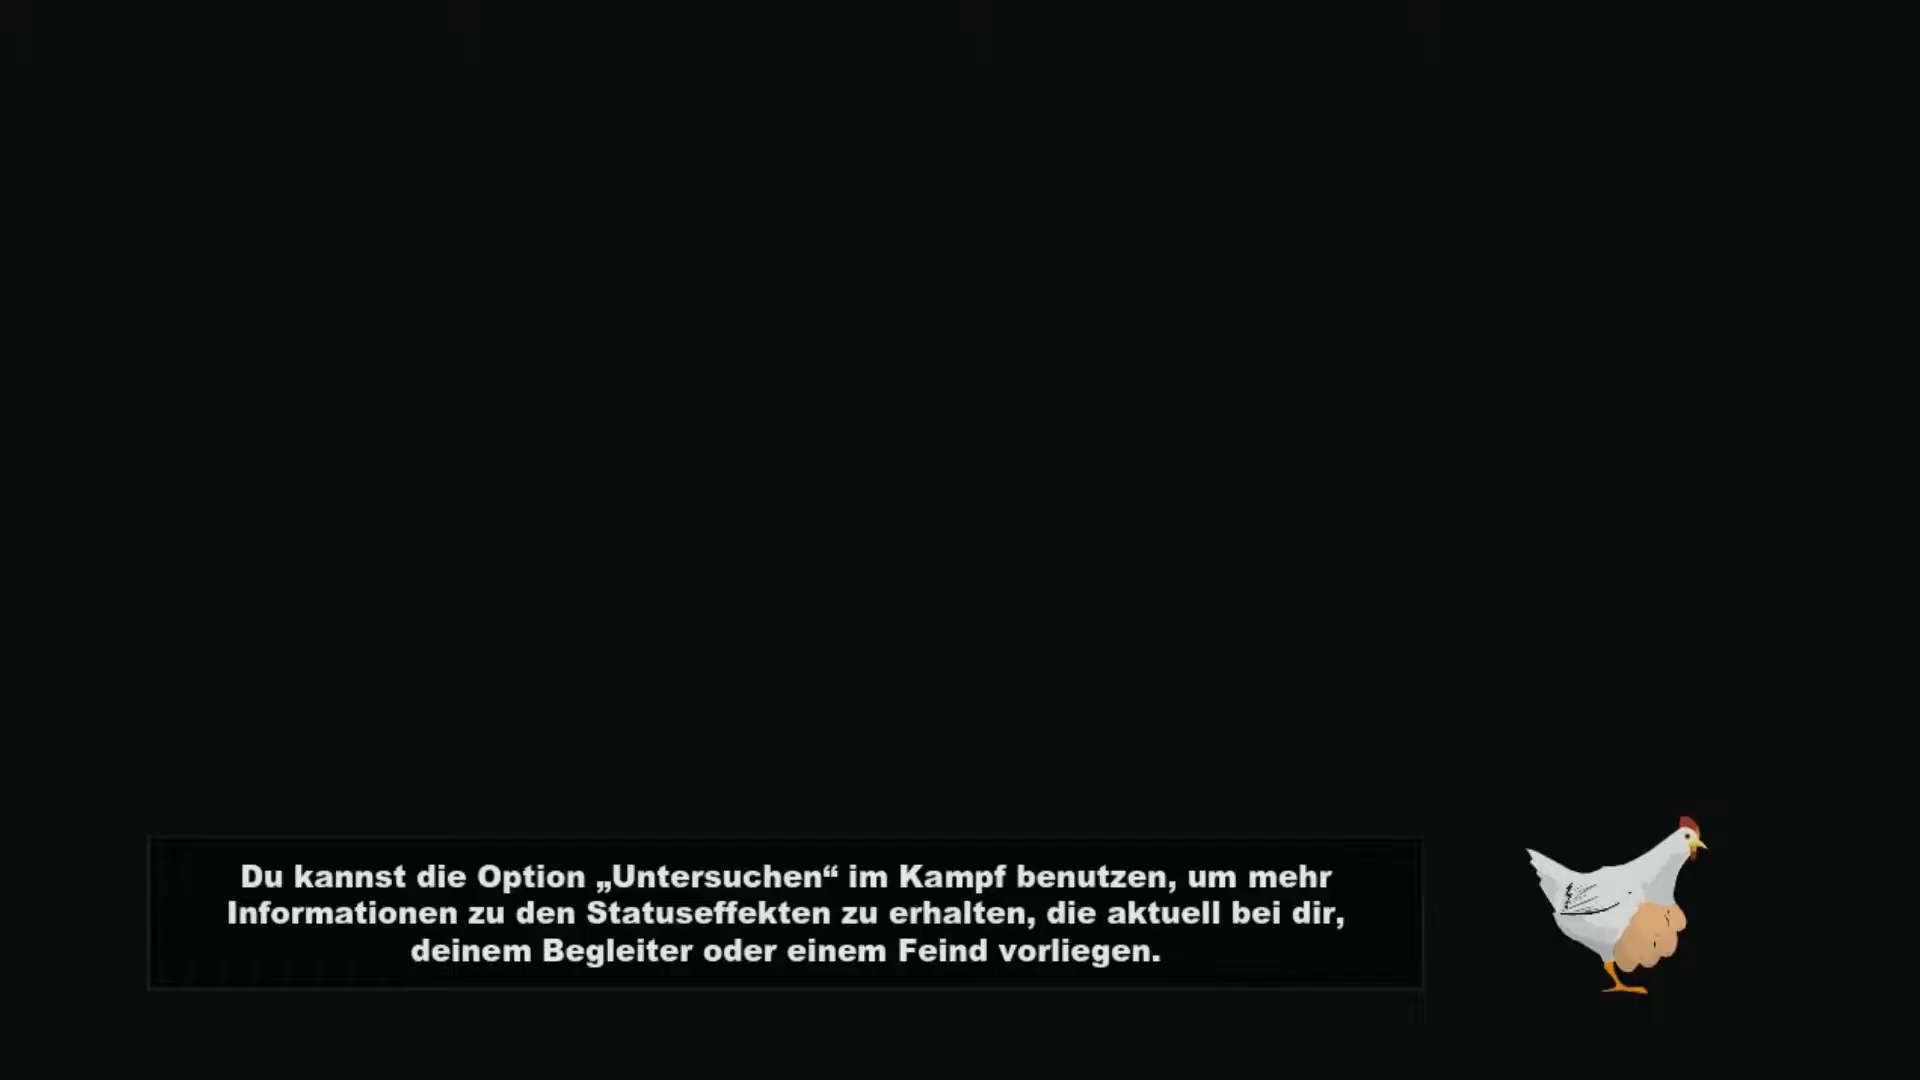 Du kannst die Option „Untersuchen“ im Kampf benutzen, um mehr
Informationen zu den Statuseffekten zu erhalten, die aktuell bei dir,
deinem Begleiter oder einem Feind vorliegen.